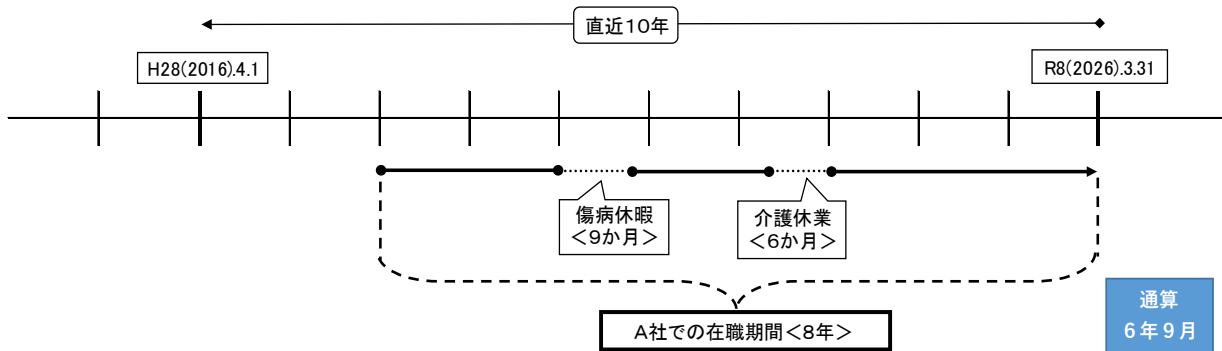 直近10年
H28(2016).4.1
R8(2026).3.31
傷病休暇
＜9か月＞
介護休業
＜6か月＞
A社での在職期間＜8年＞
通算
6年9月